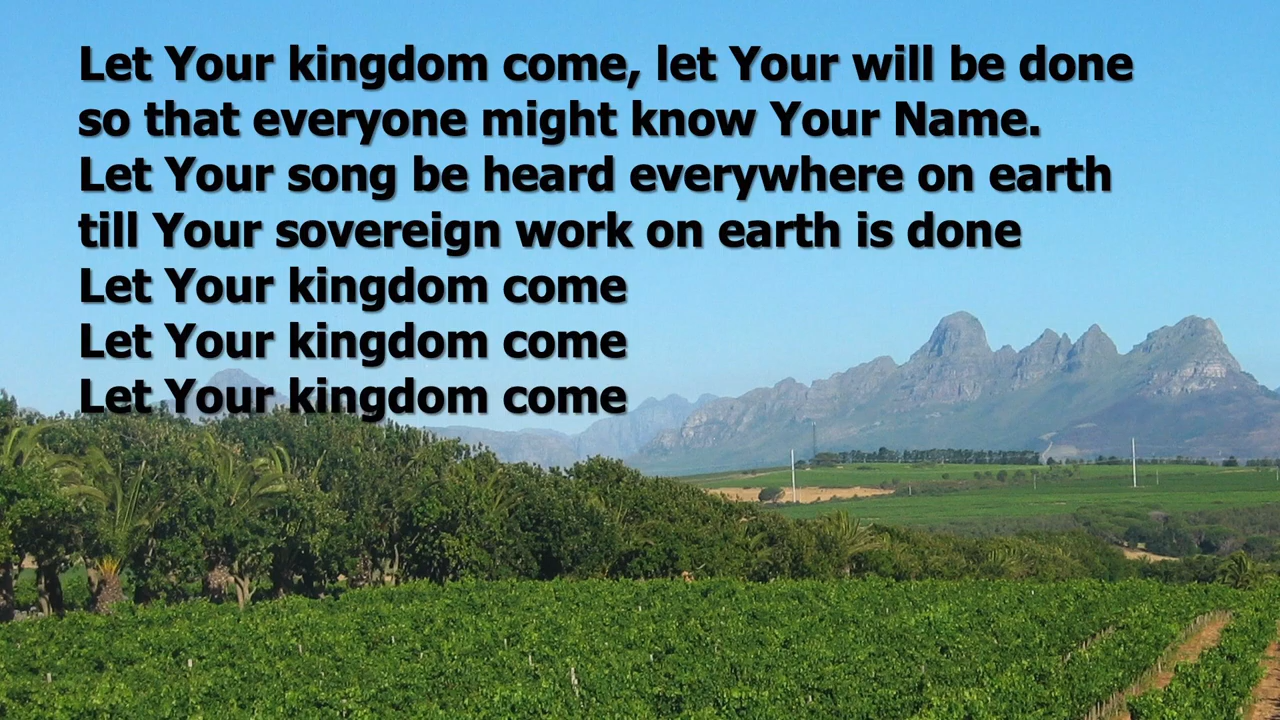 Let Your kingdom come, let Your will be done
so that everyone might know Your Name.
Let Your song be heard everywhere on earth
till Your sovereign work on earth is done
Let Your kingdom come
Let Your kingdom come
Let Your kingdom come